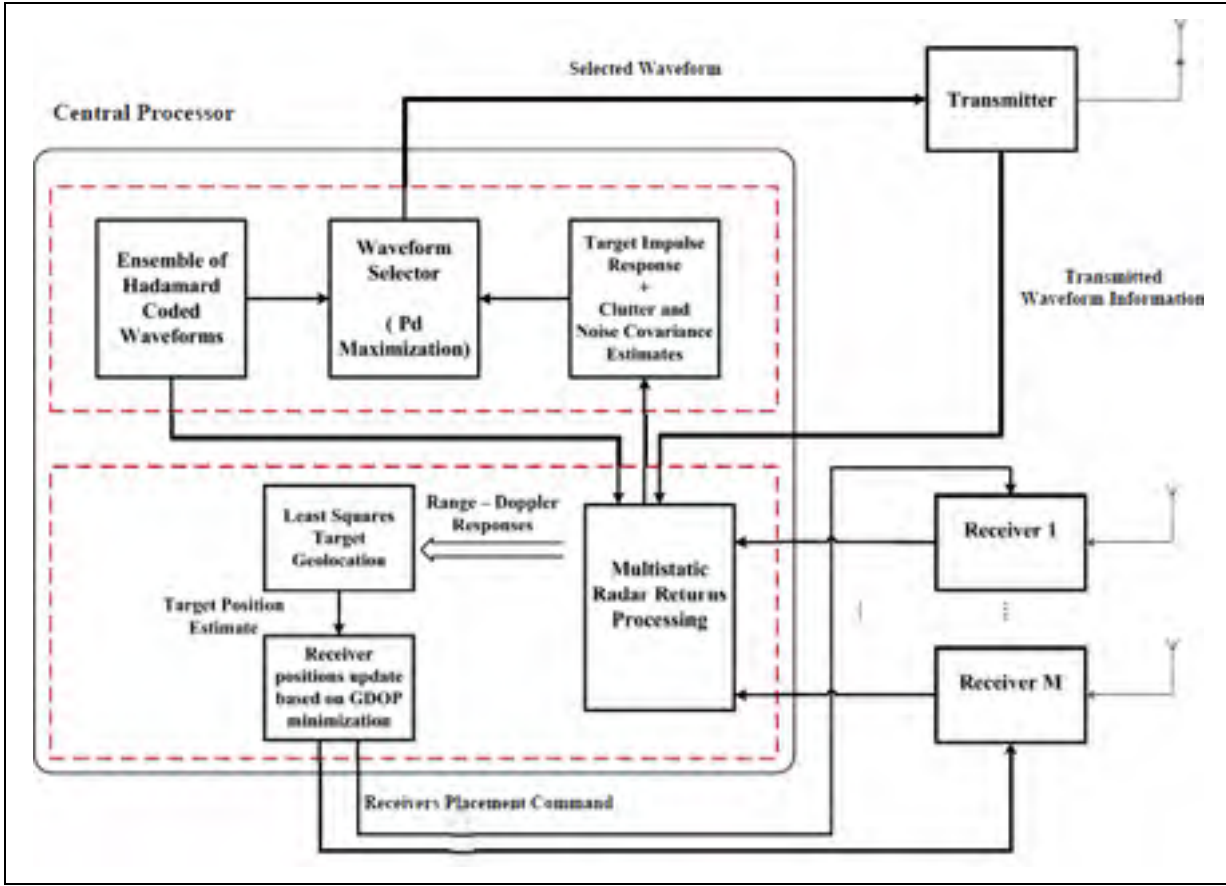 Selected Waveform
Transmitter
Central Processor
Ensemble of
Hadamard
Coded
Waveforms
Waveform
Selector
( Pd
Maximization)
Target Impulse
Response
+
Clutter and
Noise Covariance
Estimates
Transmitted
Waveform Information
Least Squares
Target
Geolocation
Range – Doppler
Responses
Multistatic
Radar Returns
Processing
Receiver 1
Target Position
Estimate
Receiver
positions update
based on GDOP
minimization
Receiver M
Receivers Placement Command